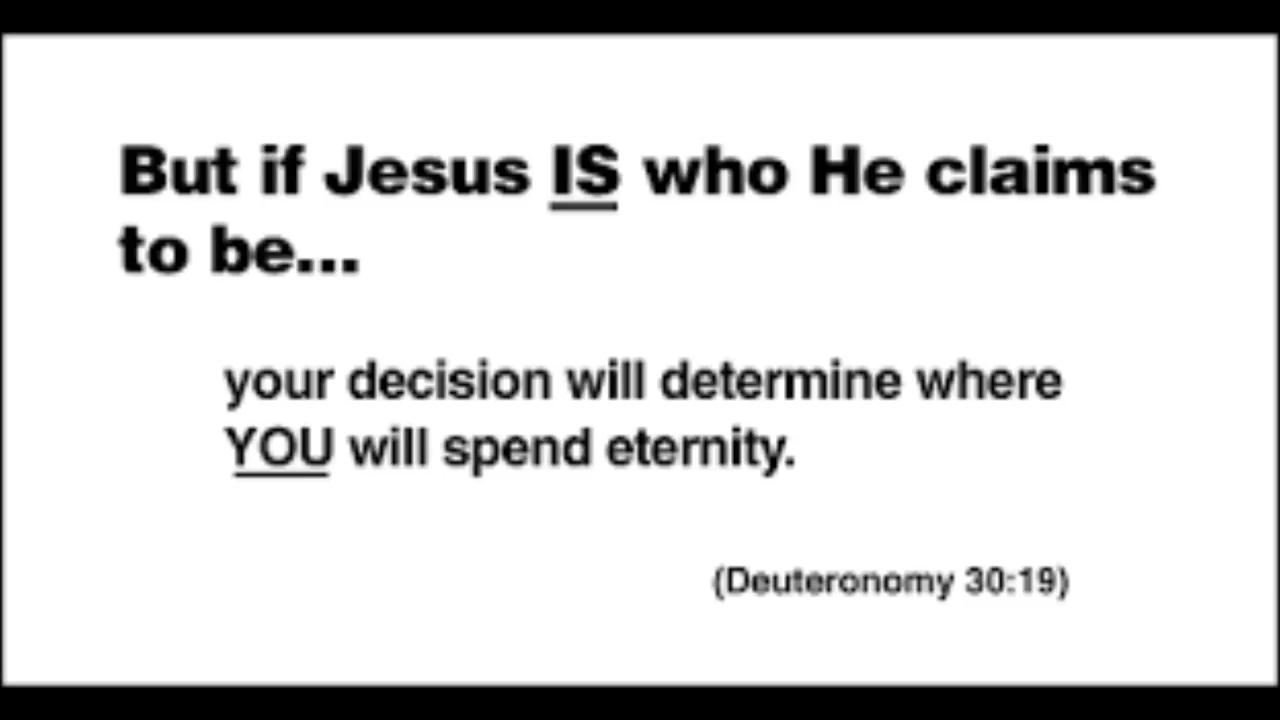 But if Jesus IS who He claims
to be...
your decision will determine where
YOU will spend eternity.
(Deuteronomy 30:19)